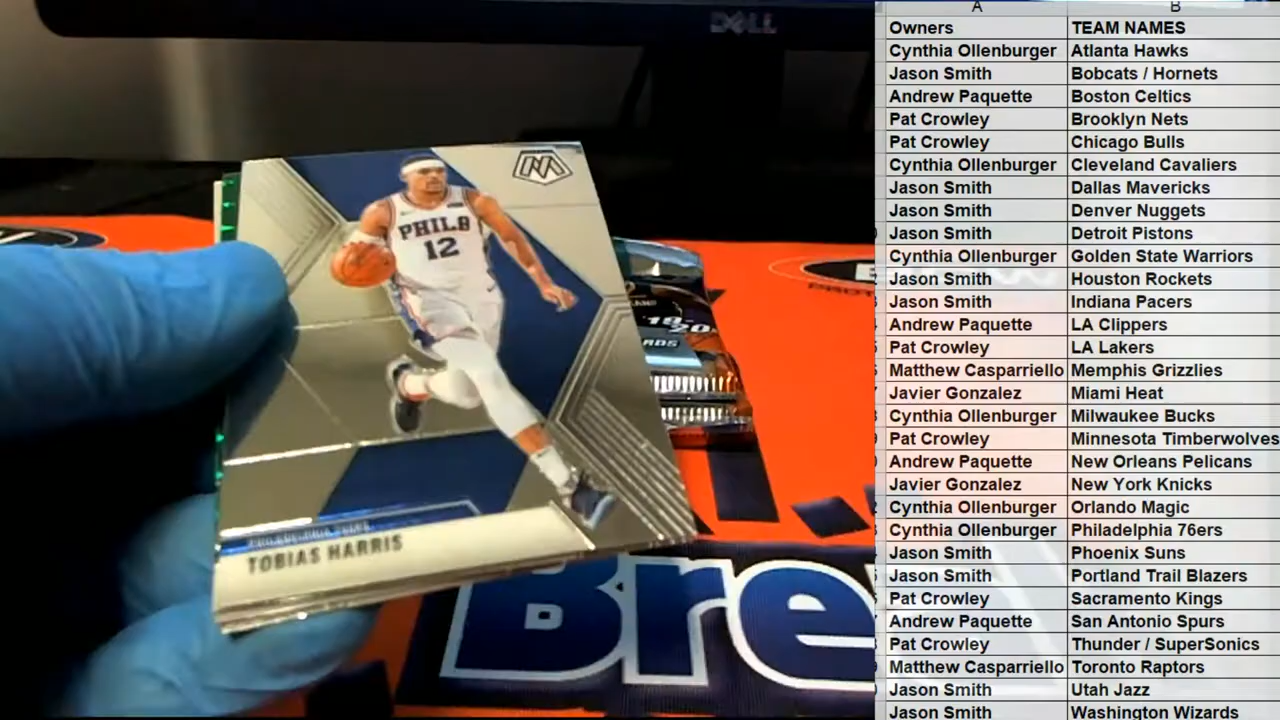 DELL
PHILA
12
PHILADELPHIA 76ERS
TOBIAS HARRIS
'19-
20
Bre
A B
Owners TEAM NAMES
Cynthia Ollenburger Atlanta Hawks
Jason Smith Bobcats / Hornets
Andrew Paquette Boston Celtics
Pat Crowley Brooklyn Nets
Pat Crowley Chicago Bulls
Cynthia Ollenburger Cleveland Cavaliers
Jason Smith Dallas Mavericks
Jason Smith Denver Nuggets
Jason Smith Detroit Pistons
Cynthia Ollenburger Golden State Warriors
Jason Smith Houston Rockets
Jason Smith Indiana Pacers
Andrew Paquette LA Clippers
Pat Crowley LA Lakers
Matthew Casparriello Memphis Grizzlies
Javier Gonzalez Miami Heat
Cynthia Ollenburger Milwaukee Bucks
Pat Crowley Minnesota Timberwolves
Andrew Paquette New Orleans Pelicans
Javier Gonzalez New York Knicks
Cynthia Ollenburger Orlando Magic
Cynthia Ollenburger Philadelphia 76ers
Jason Smith Phoenix Suns
Jason Smith Portland Trail Blazers
Pat Crowley Sacramento Kings
Andrew Paquette San Antonio Spurs
Pat Crowley Thunder / SuperSonics
Matthew Casparriello Toronto Raptors
Jason Smith Utah Jazz
Jason Smith Washington Wizards